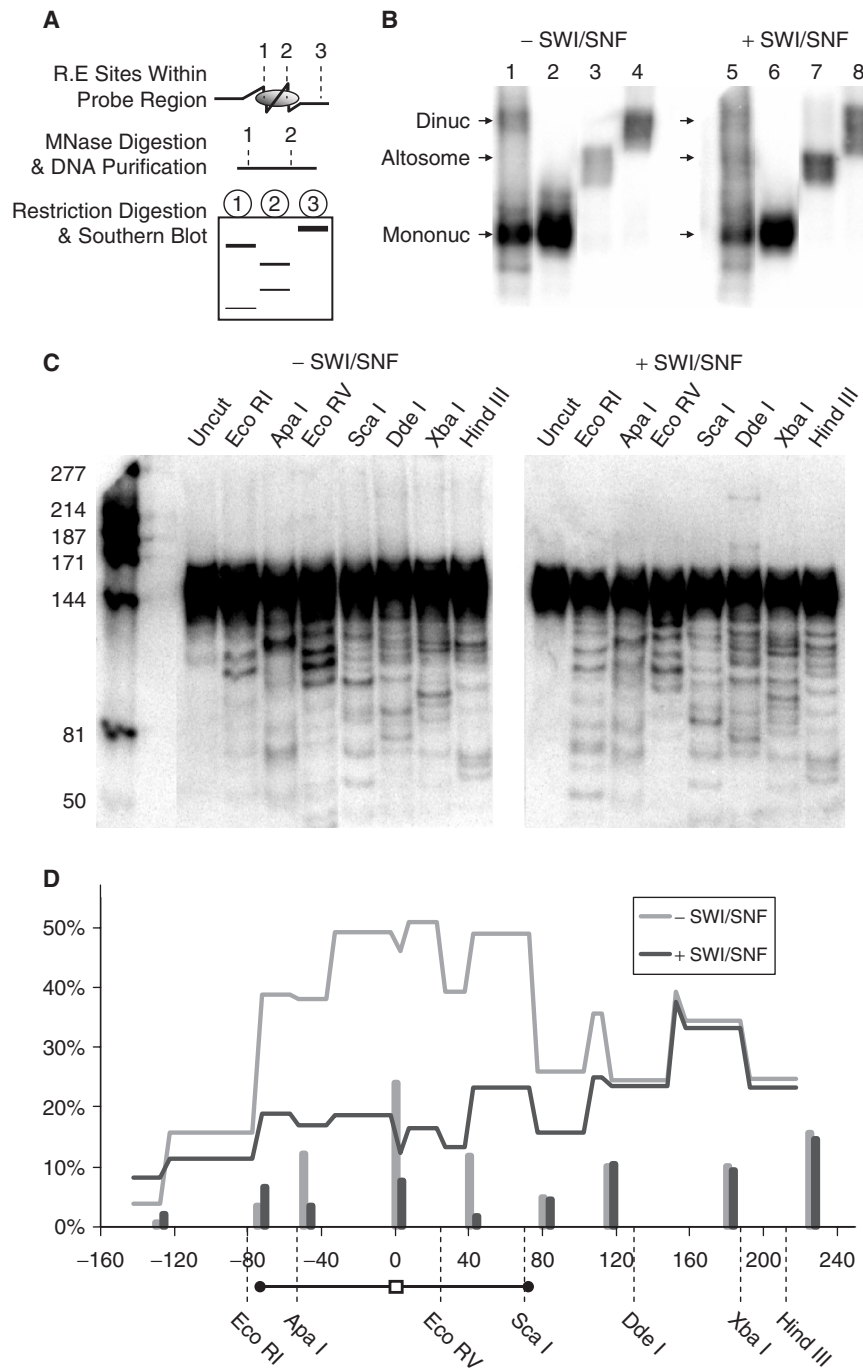 A
1 2 3
R.E Sites Within
Probe Region
MNase Digestion
& DNA Purification
1 2
Restriction Digestion
& Southern Blot
1 2 3
B
– SWI/SNF + SWI/SNF
1 2 3 4 5 6 7 8
Dinuc
Altosome
Mononuc
C
– SWI/SNF + SWI/SNF
Uncut Eco RI Apa I Eco RV Sca I Dde I Xba I Hind III Uncut Eco RI Apa I Eco RV Sca I Dde I Xba I Hind III
277
214
187
171
144
81
50
D
50%
40%
30%
20%
10%
0%
– SWI/SNF
+ SWI/SNF
–160 –120 –80 –40 0 40 80 120 160 200 240
Eco RI Apa I Eco RV Sca I Dde I Xba I Hind III